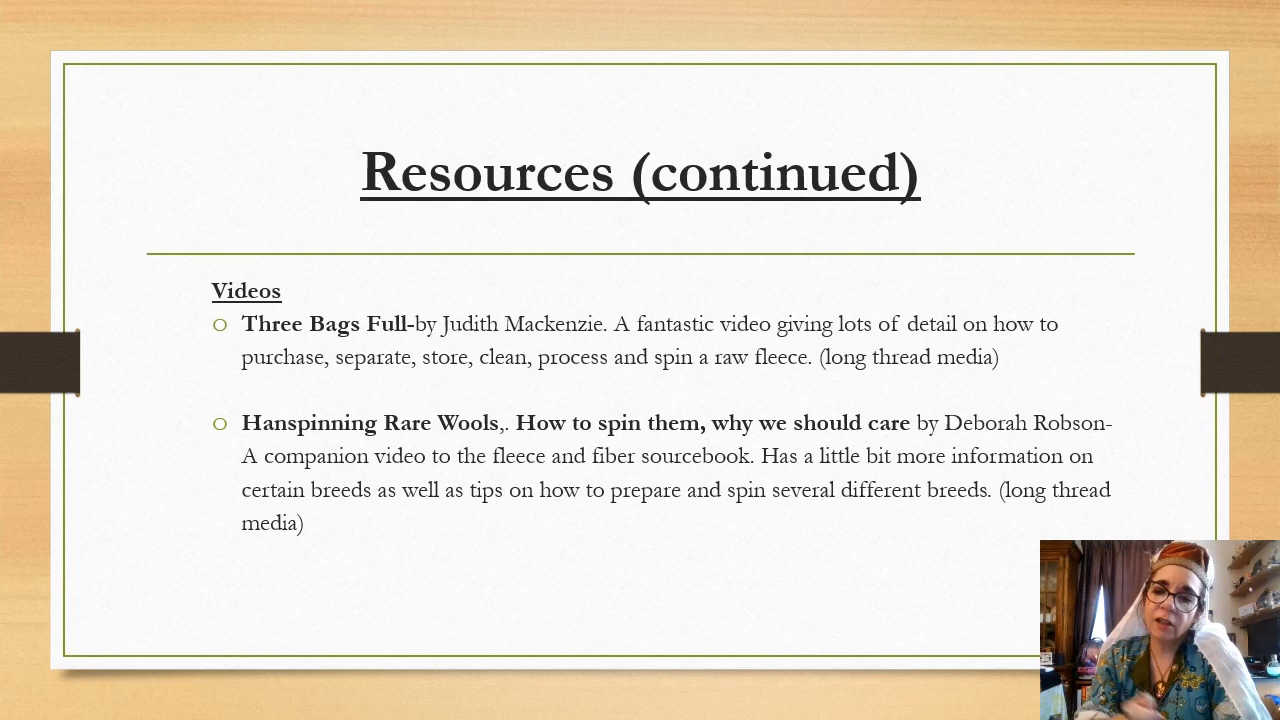 Resources (continued)
Videos
o Three Bags Full-by Judith Mackenzie. A fantastic video giving lots of detail on how to
purchase, separate, store, clean, process and spin a raw fleece. (long thread media)
o Hanspinning Rare Wools,. How to spin them, why we should care by Deborah Robson-
A companion video to the fleece and fiber sourcebook. Has a little bit more information on
certain breeds as well as tips on how to prepare and spin several different breeds. (long thread
media)